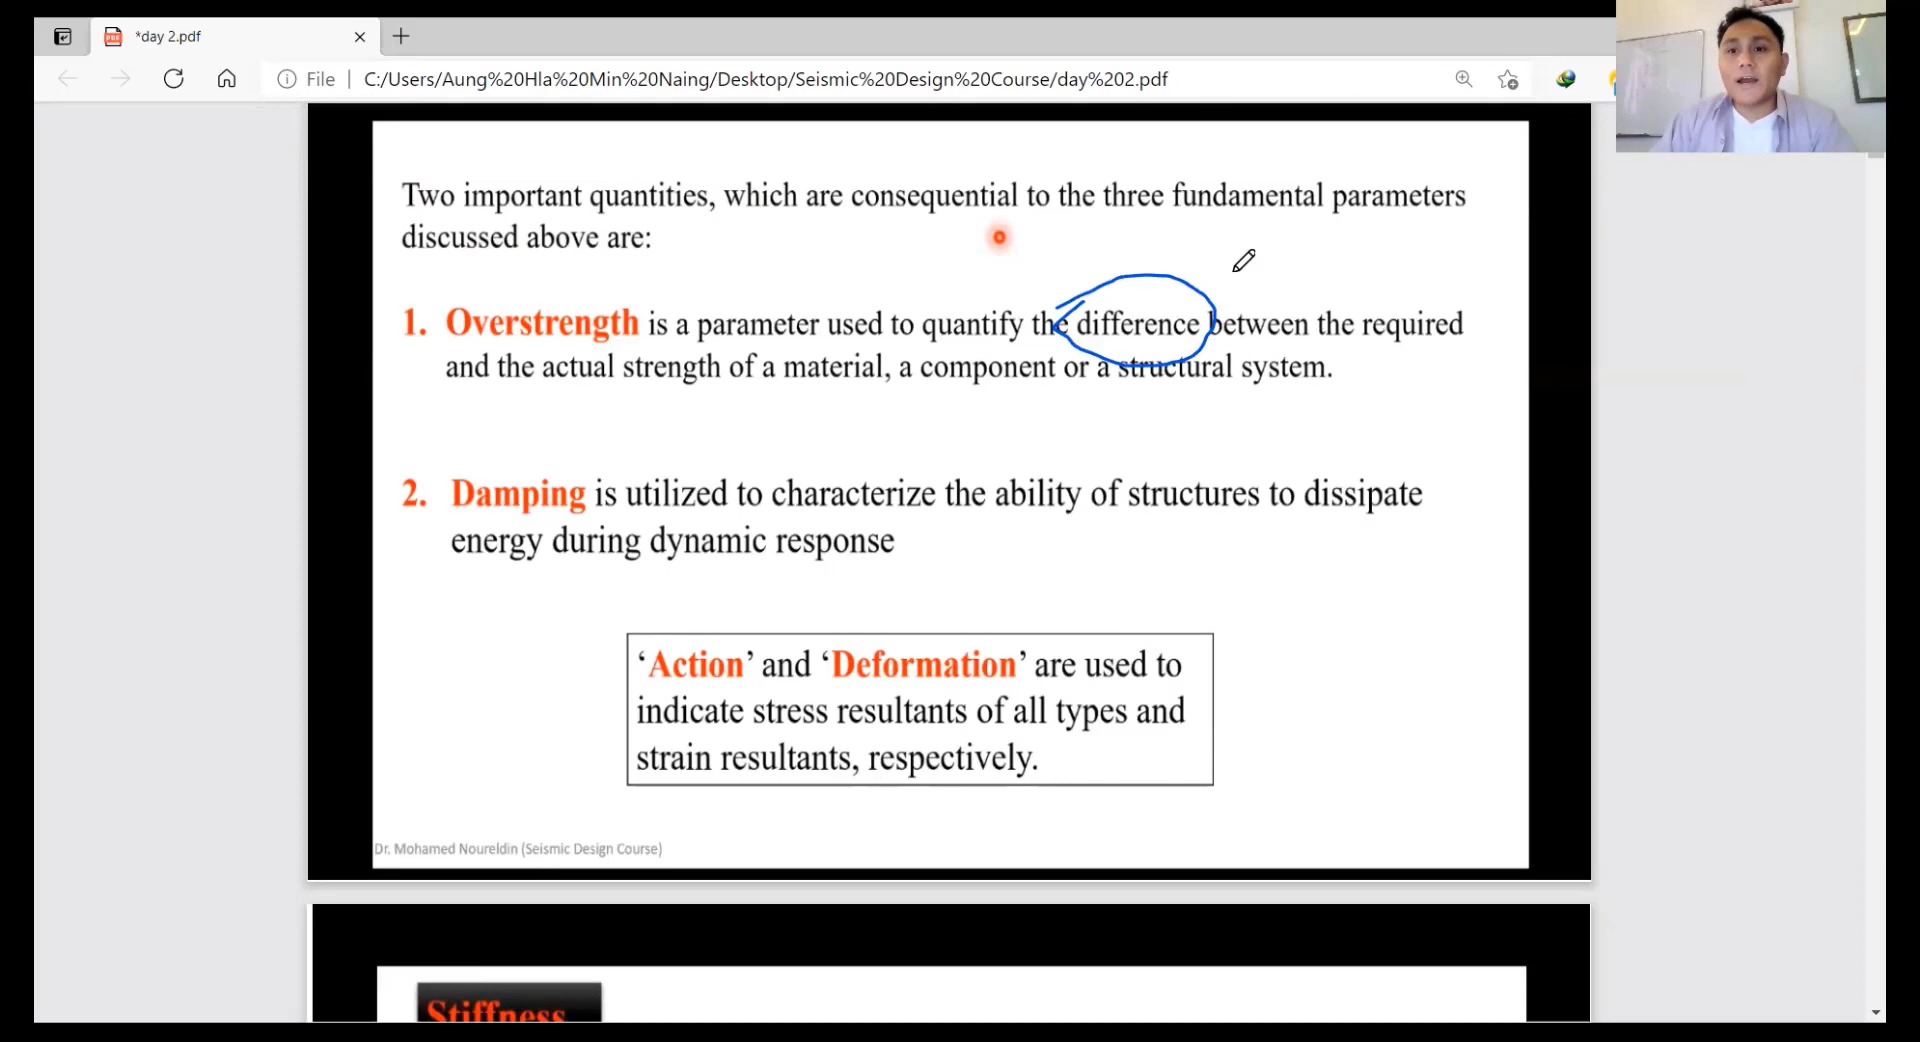 *day 2.pdf
File | C:/Users/Aung%20Hla%20Min%20Naing/Desktop/Seismic%20Design%20Course/day%202.pdf
Two important quantities, which are consequential to the three fundamental parameters
discussed above are:
1. Overstrength is a parameter used to quantify the difference between the required
and the actual strength of a material, a component or a structural system.
2. Damping is utilized to characterize the ability of structures to dissipate
energy during dynamic response
‘Action’ and ‘Deformation’ are used to
indicate stress resultants of all types and
strain resultants, respectively.
Dr. Mohamed Noureldin (Seismic Design Course)
Stiffness